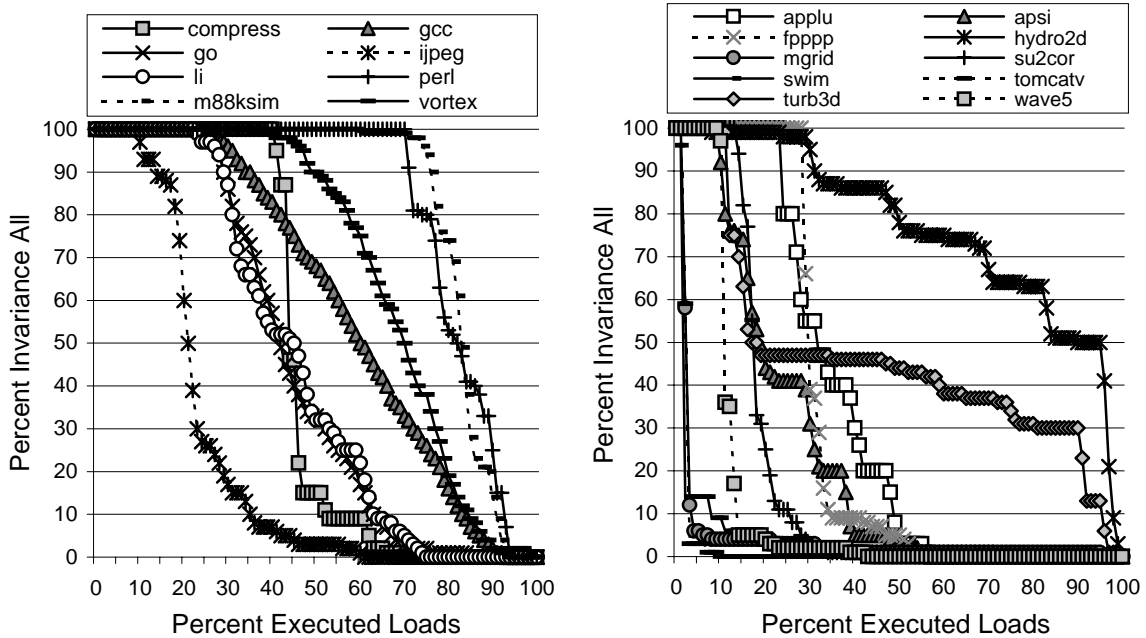 compress gcc
go ijpeg
li perl
m88ksim vortex
100
90
80
70
60
50
40
30
20
10
0
Percent Invariance All
0 10 20 30 40 50 60 70 80 90 100
Percent Executed Loads
applu apsi
fpppp hydro2d
mgrid su2cor
swim tomcatv
turb3d wave5
100
90
80
70
60
50
40
30
20
10
0
Percent Invariance All
0 10 20 30 40 50 60 70 80 90 100
Percent Executed Loads